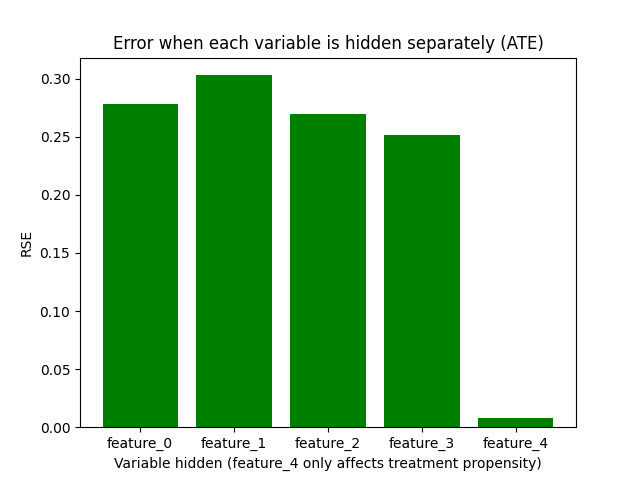 Error when each variable is hidden separately (ATE)
0.30
0.25
0.20
0.15
0.10
0.05
0.00
RSE
feature_0 feature_1 feature_2 feature_3 feature_4
Variable hidden (feature_4 only affects treatment propensity)